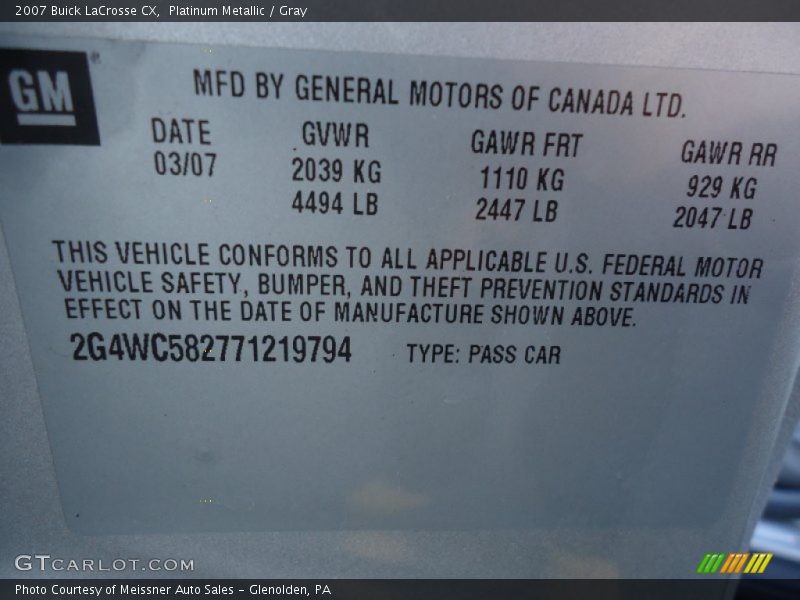 2007 Buick LaCrosse CX, Platinum Metallic / Gray
GM
MFD BY GENERAL MOTORS OF CANADA LTD.
DATE GVWR GAWR FRT GAWR RR
03/07 2039 KG 1110 KG 929 KG
4494 LB 2447 LB 2047 LB
THIS VEHICLE CONFORMS TO ALL APPLICABLE U.S. FEDERAL MOTOR
VEHICLE SAFETY, BUMPER, AND THEFT PREVENTION STANDARDS IN
EFFECT ON THE DATE OF MANUFACTURE SHOWN ABOVE.
2G4WC582771219794 TYPE: PASS CAR
GTCARLOT.COM
Photo Courtesy of Meissner Auto Sales - Glenolden, PA